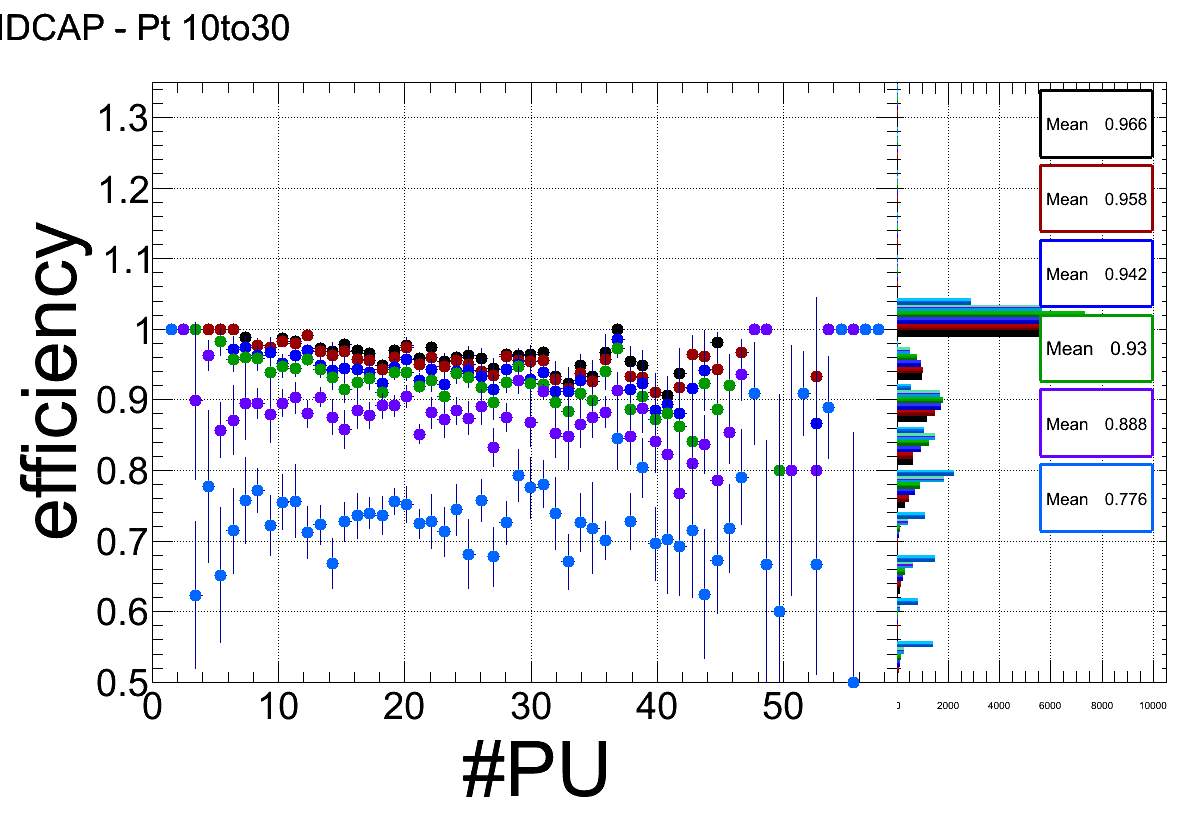 IDCAP - Pt 10to30
1.3
1.2
1.1
1
0.9
0.8
0.7
0.6
0.5
efficiency
0 10 20 30 40 50
#PU
Mean 0.966
Mean 0.958
Mean 0.942
Mean 0.93
Mean 0.888
Mean 0.776
2000 4000 6000 8000 10000